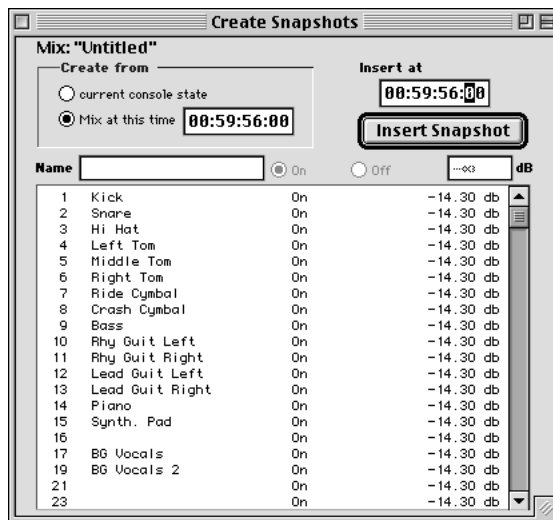 Create Snapshots
Mix: "Untitled"
Create from
current console state
Mix at this time 00:59:56:00
Insert at
00:59:56:00
Insert Snapshot
Name On Off -∞ dB
1 Kick On -14.30 db
2 Snare On -14.30 db
3 Hi Hat On -14.30 db
4 Left Tom On -14.30 db
5 Middle Tom On -14.30 db
6 Right Tom On -14.30 db
7 Ride Cymbal On -14.30 db
8 Crash Cymbal On -14.30 db
9 Bass On -14.30 db
10 Rhy Guit Left On -14.30 db
11 Rhy Guit Right On -14.30 db
12 Lead Guit Left On -14.30 db
13 Lead Guit Right On -14.30 db
14 Piano On -14.30 db
15 Synth. Pad On -14.30 db
16 On -14.30 db
17 BG Vocals On -14.30 db
19 BG Vocals 2 On -14.30 db
21 On -14.30 db
23 On -14.30 db